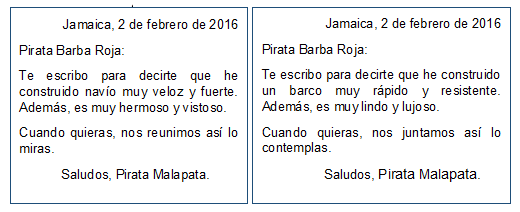 Jamaica, 2 de febrero de 2016
Pirata Barba Roja:
Te escribo para decirte que he
construido navío muy veloz y fuerte.
Además, es muy hermoso y vistoso.
Cuando quieras, nos reunimos así lo
miras.
Saludos, Pirata Malapata.
Jamaica, 2 de febrero de 2016
Pirata Barba Roja:
Te escribo para decirte que he construido
un barco muy rápido y resistente.
Además, es muy lindo y lujoso.
Cuando quieras, nos juntamos así lo
contemplas.
Saludos, Pirata Malapata.